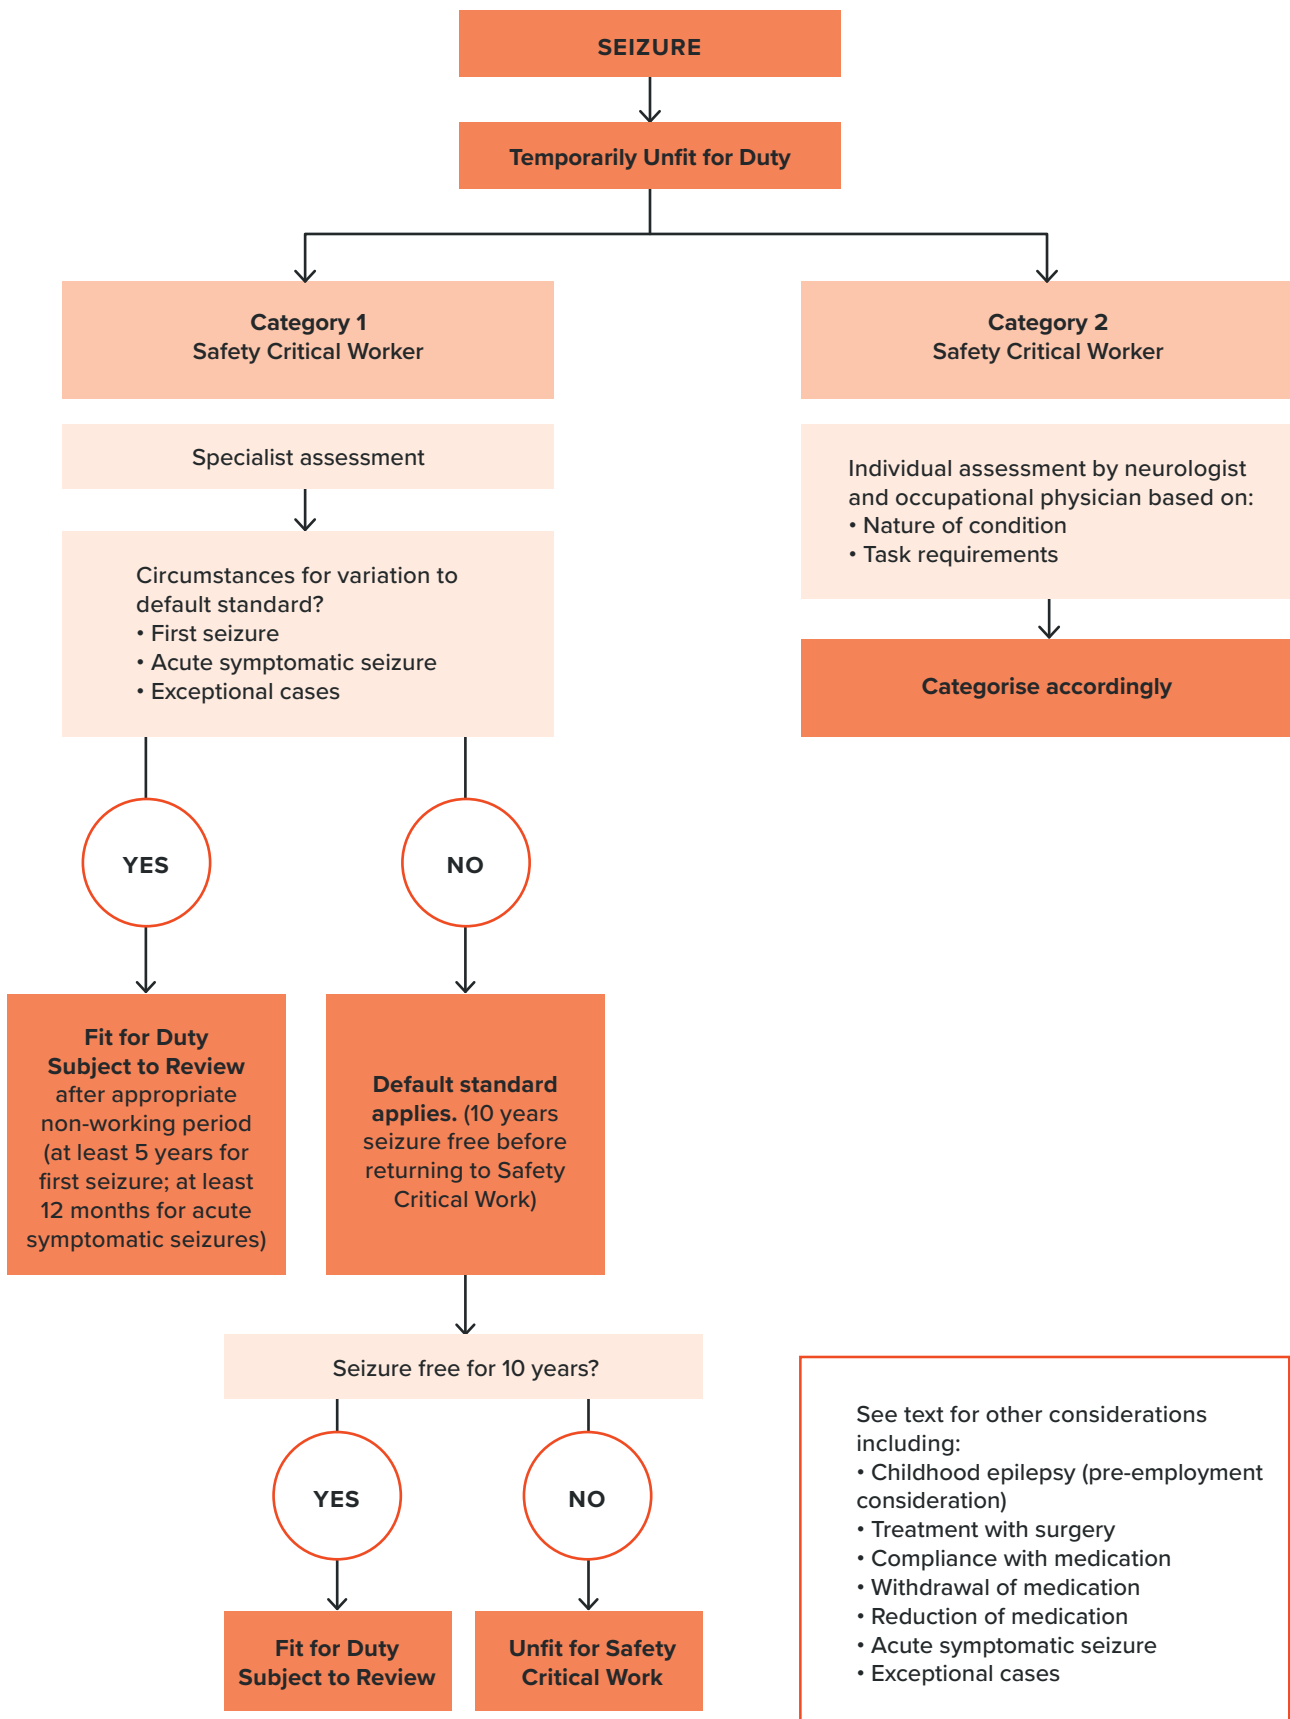 SEIZURE
Temporarily Unfit for Duty
Category 1
Safety Critical Worker
Category 2
Safety Critical Worker
Specialist assessment
Individual assessment by neurologist
and occupational physician based on:
• Nature of condition
• Task requirements
Circumstances for variation to
default standard?
• First seizure
• Acute symptomatic seizure
• Exceptional cases
Categorise accordingly
YES
NO
Fit for Duty
Subject to Review
after appropriate
non-working period
(at least 5 years for
first seizure; at least
12 months for acute
symptomatic seizures)
Default standard
applies. (10 years
seizure free before
returning to Safety
Critical Work)
Seizure free for 10 years?
YES
NO
Fit for Duty
Subject to Review
Unfit for Safety
Critical Work
See text for other considerations
including:
• Childhood epilepsy (pre-employment
consideration)
• Treatment with surgery
• Compliance with medication
• Withdrawal of medication
• Reduction of medication
• Acute symptomatic seizure
• Exceptional cases